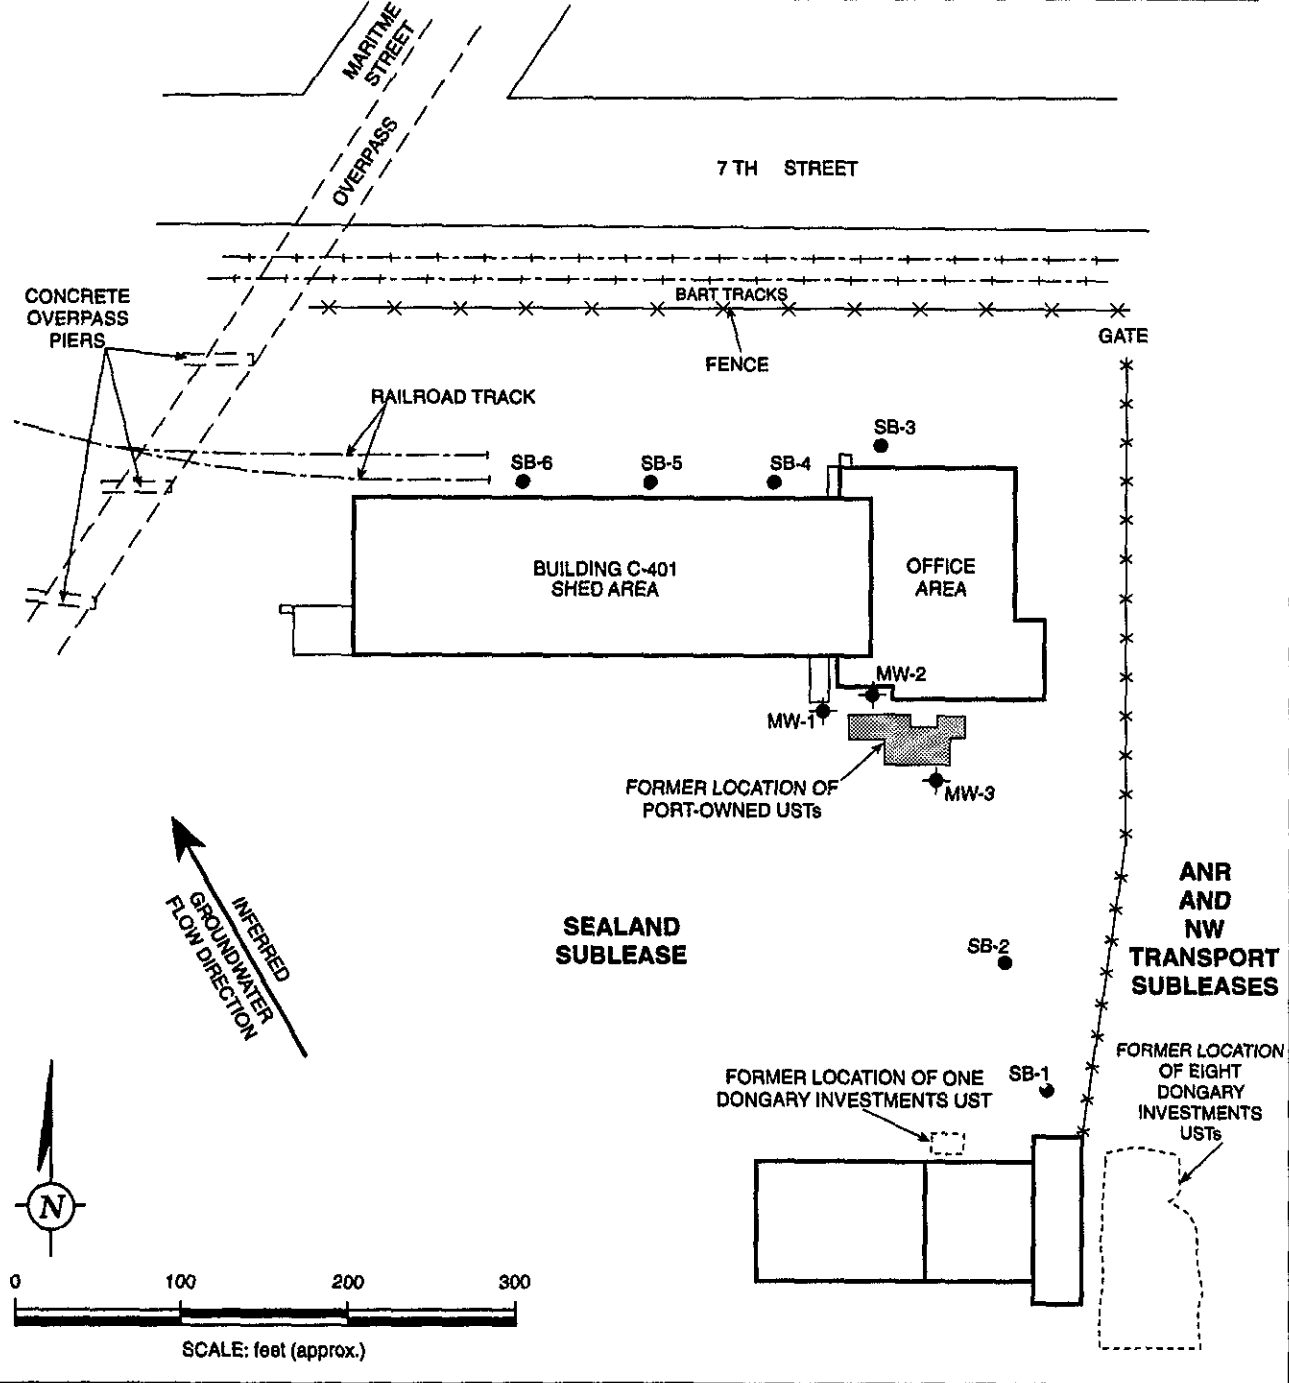 MARITME
STREET
OVERPASS
7 TH STREET
BART TRACKS
CONCRETE
OVERPASS
PIERS
GATE
FENCE
RAILROAD TRACK
SB-3
SB-6
SB-5
SB-4
BUILDING C-401
SHED AREA
OFFICE
AREA
MW-2
MW-1
FORMER LOCATION OF
PORT-OWNED USTs
MW-3
INFERRED
GROUNDWATER
FLOW DIRECTION
SEALAND
SUBLEASE
ANR
AND
NW
TRANSPORT
SUBLEASES
SB-2
FORMER LOCATION
OF EIGHT
DONGARY
INVESTMENTS
USTs
SB-1
FORMER LOCATION OF ONE
DONGARY INVESTMENTS UST
N
0 100 200 300
SCALE: feet (approx.)